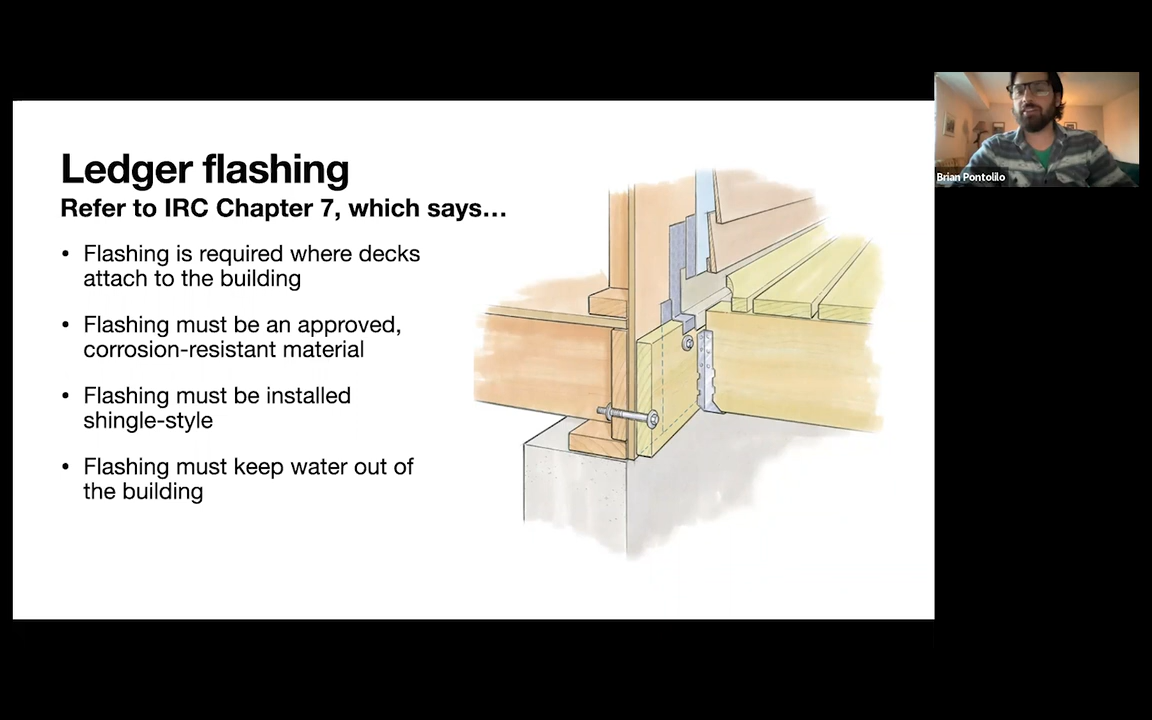 Ledger flashing
Refer to IRC Chapter 7, which says...
• Flashing is required where decks
attach to the building
• Flashing must be an approved,
corrosion-resistant material
• Flashing must be installed
shingle-style
• Flashing must keep water out of
the building
Brian Pontolilo